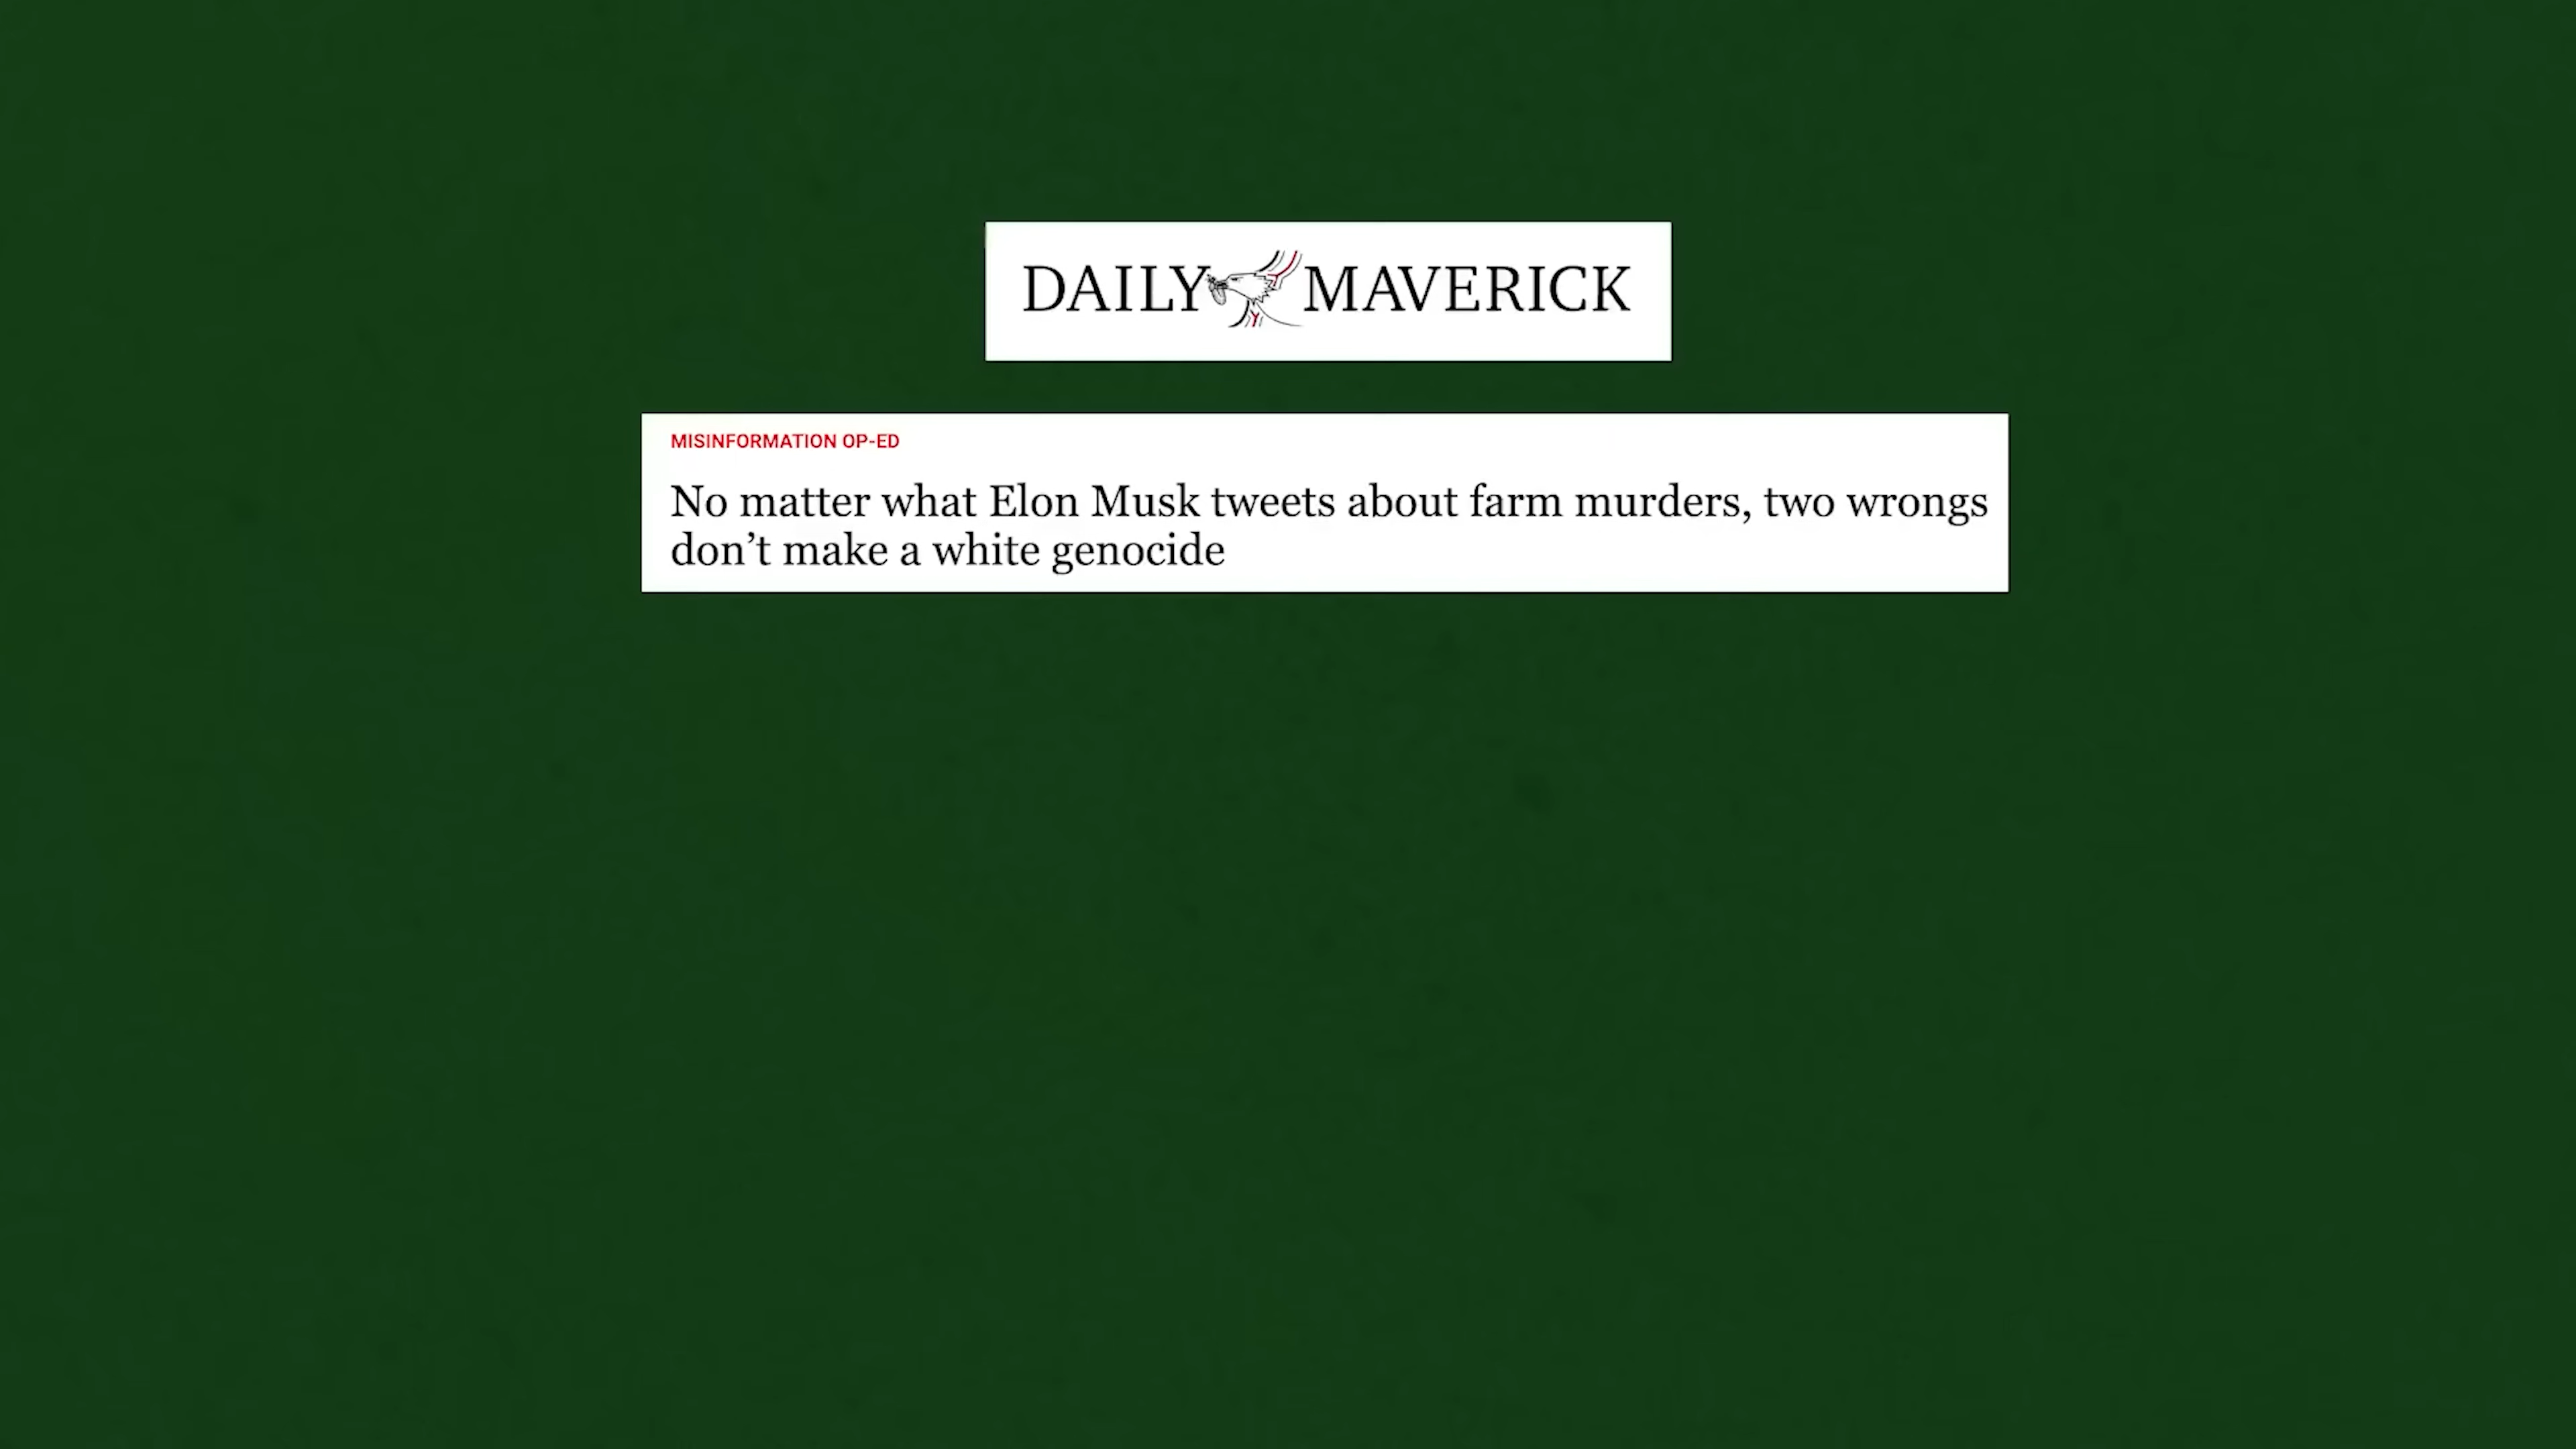 DAILY MAVERICK
MISINFORMATION OP-ED
No matter what Elon Musk tweets about farm murders, two wrongs
don’t make a white genocide